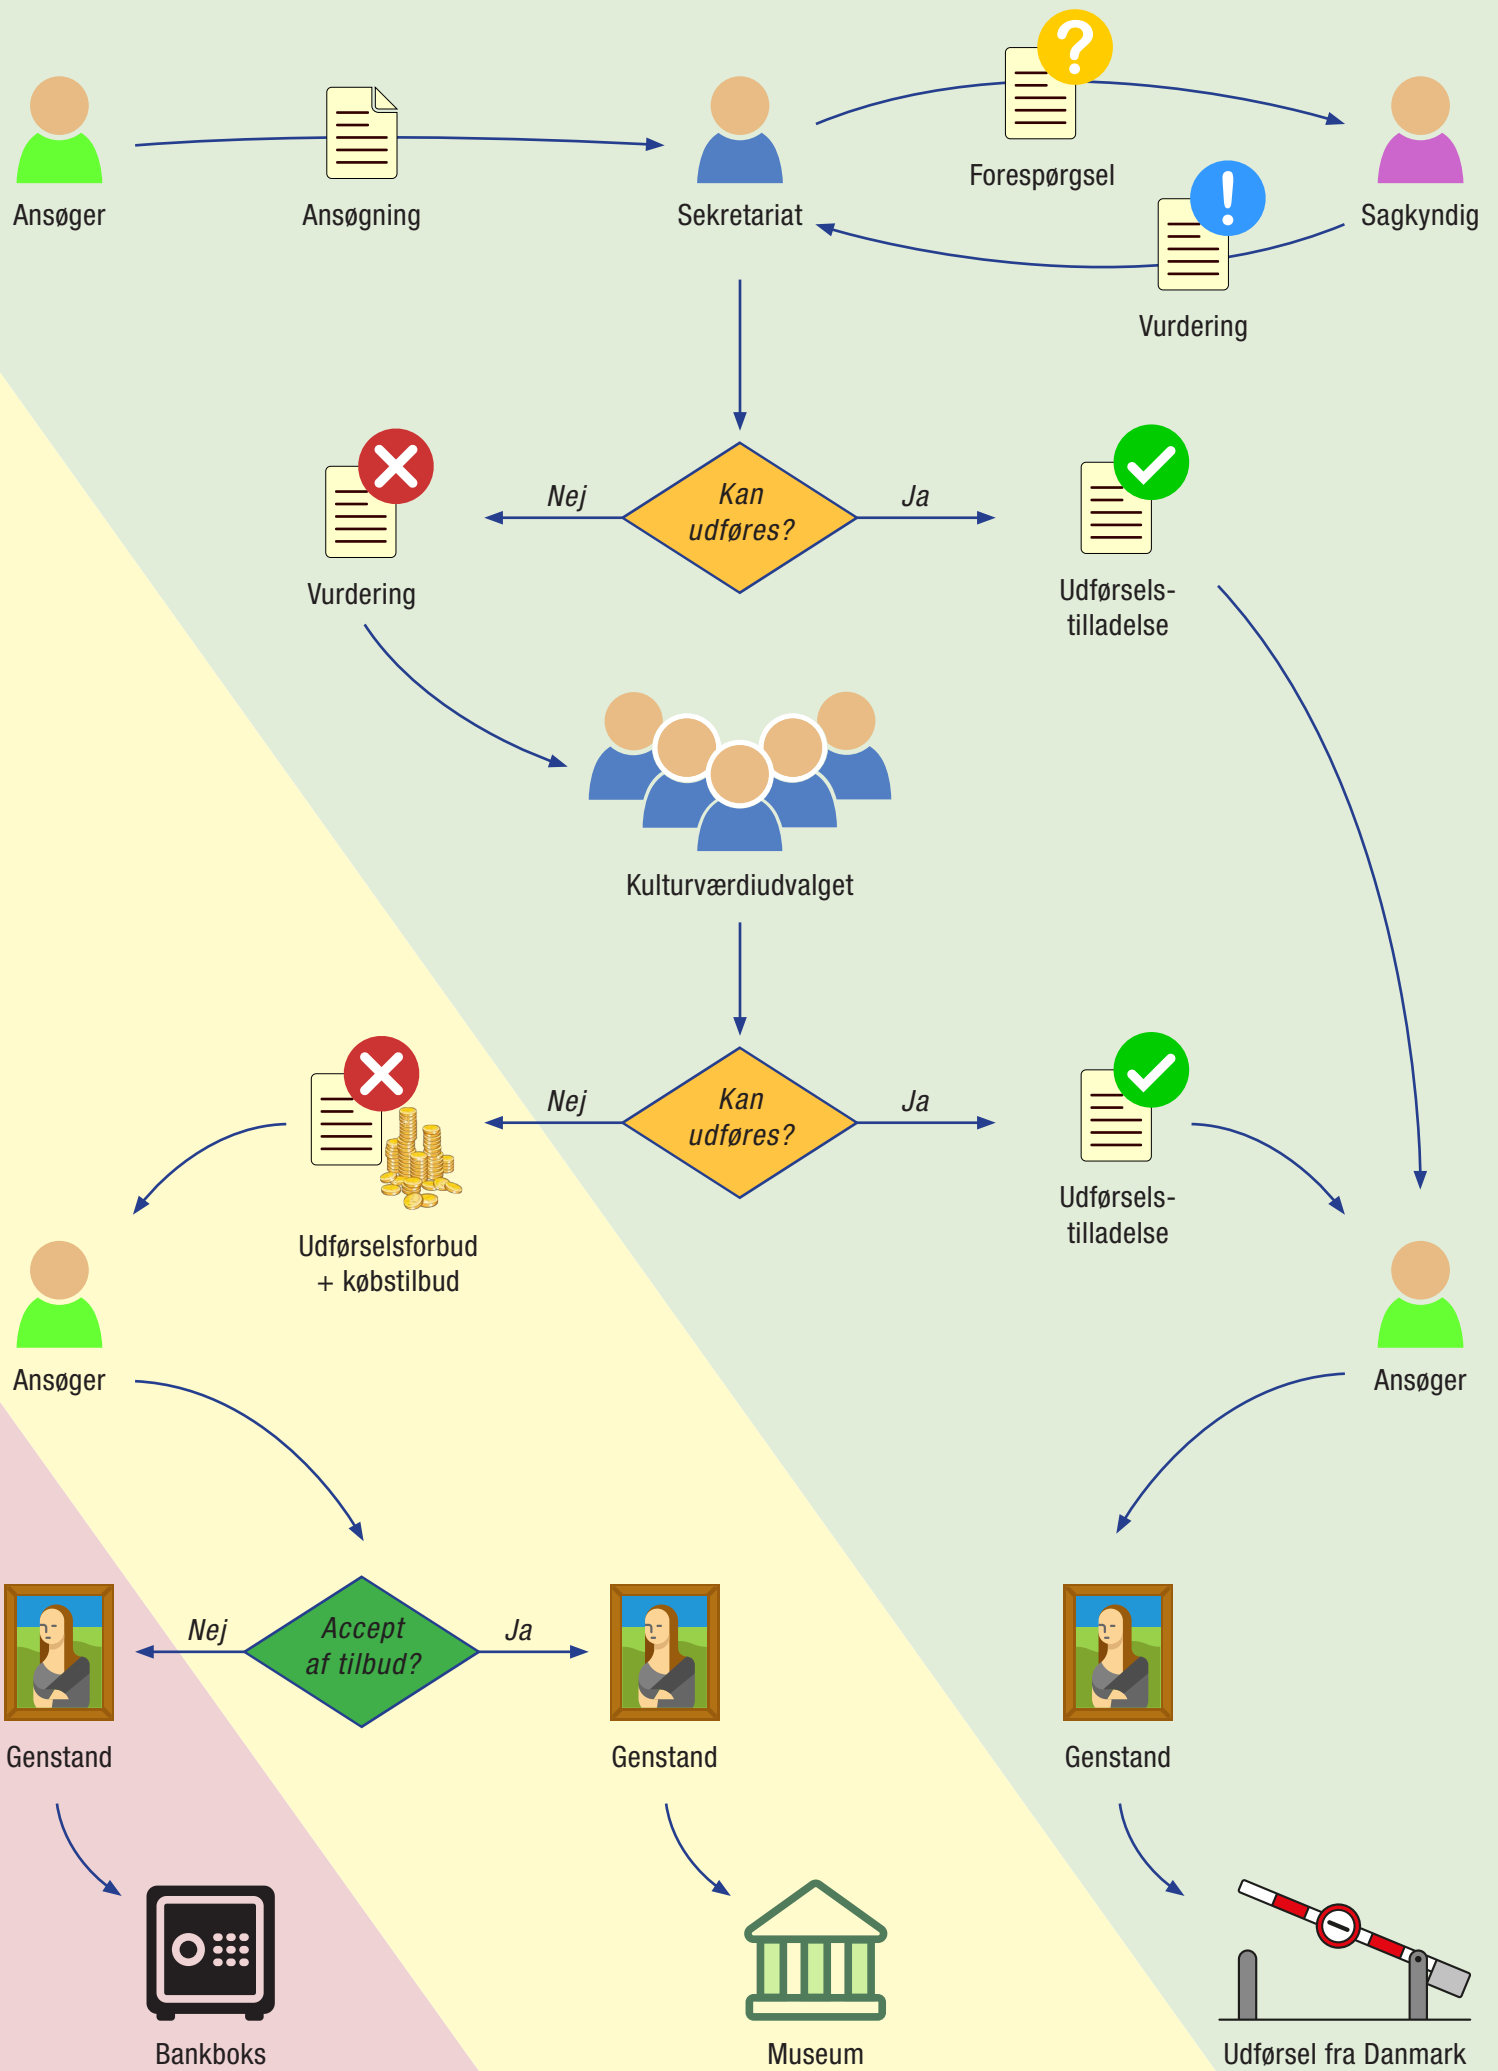 Ansøger
Ansøgning
Sekretariat
Forespørgsel
Sagkyndig
Vurdering
Kan
udføres?
Nej
Ja
Vurdering
Udførsels-
tilladelse
Kulturværdiudvalget
Kan
udføres?
Nej
Ja
Udførselsforbud
+ købstilbud
Udførsels-
tilladelse
Ansøger
Ansøger
Accept
af tilbud?
Nej
Ja
Genstand
Genstand
Genstand
Bankboks
Museum
Udførsel fra Danmark